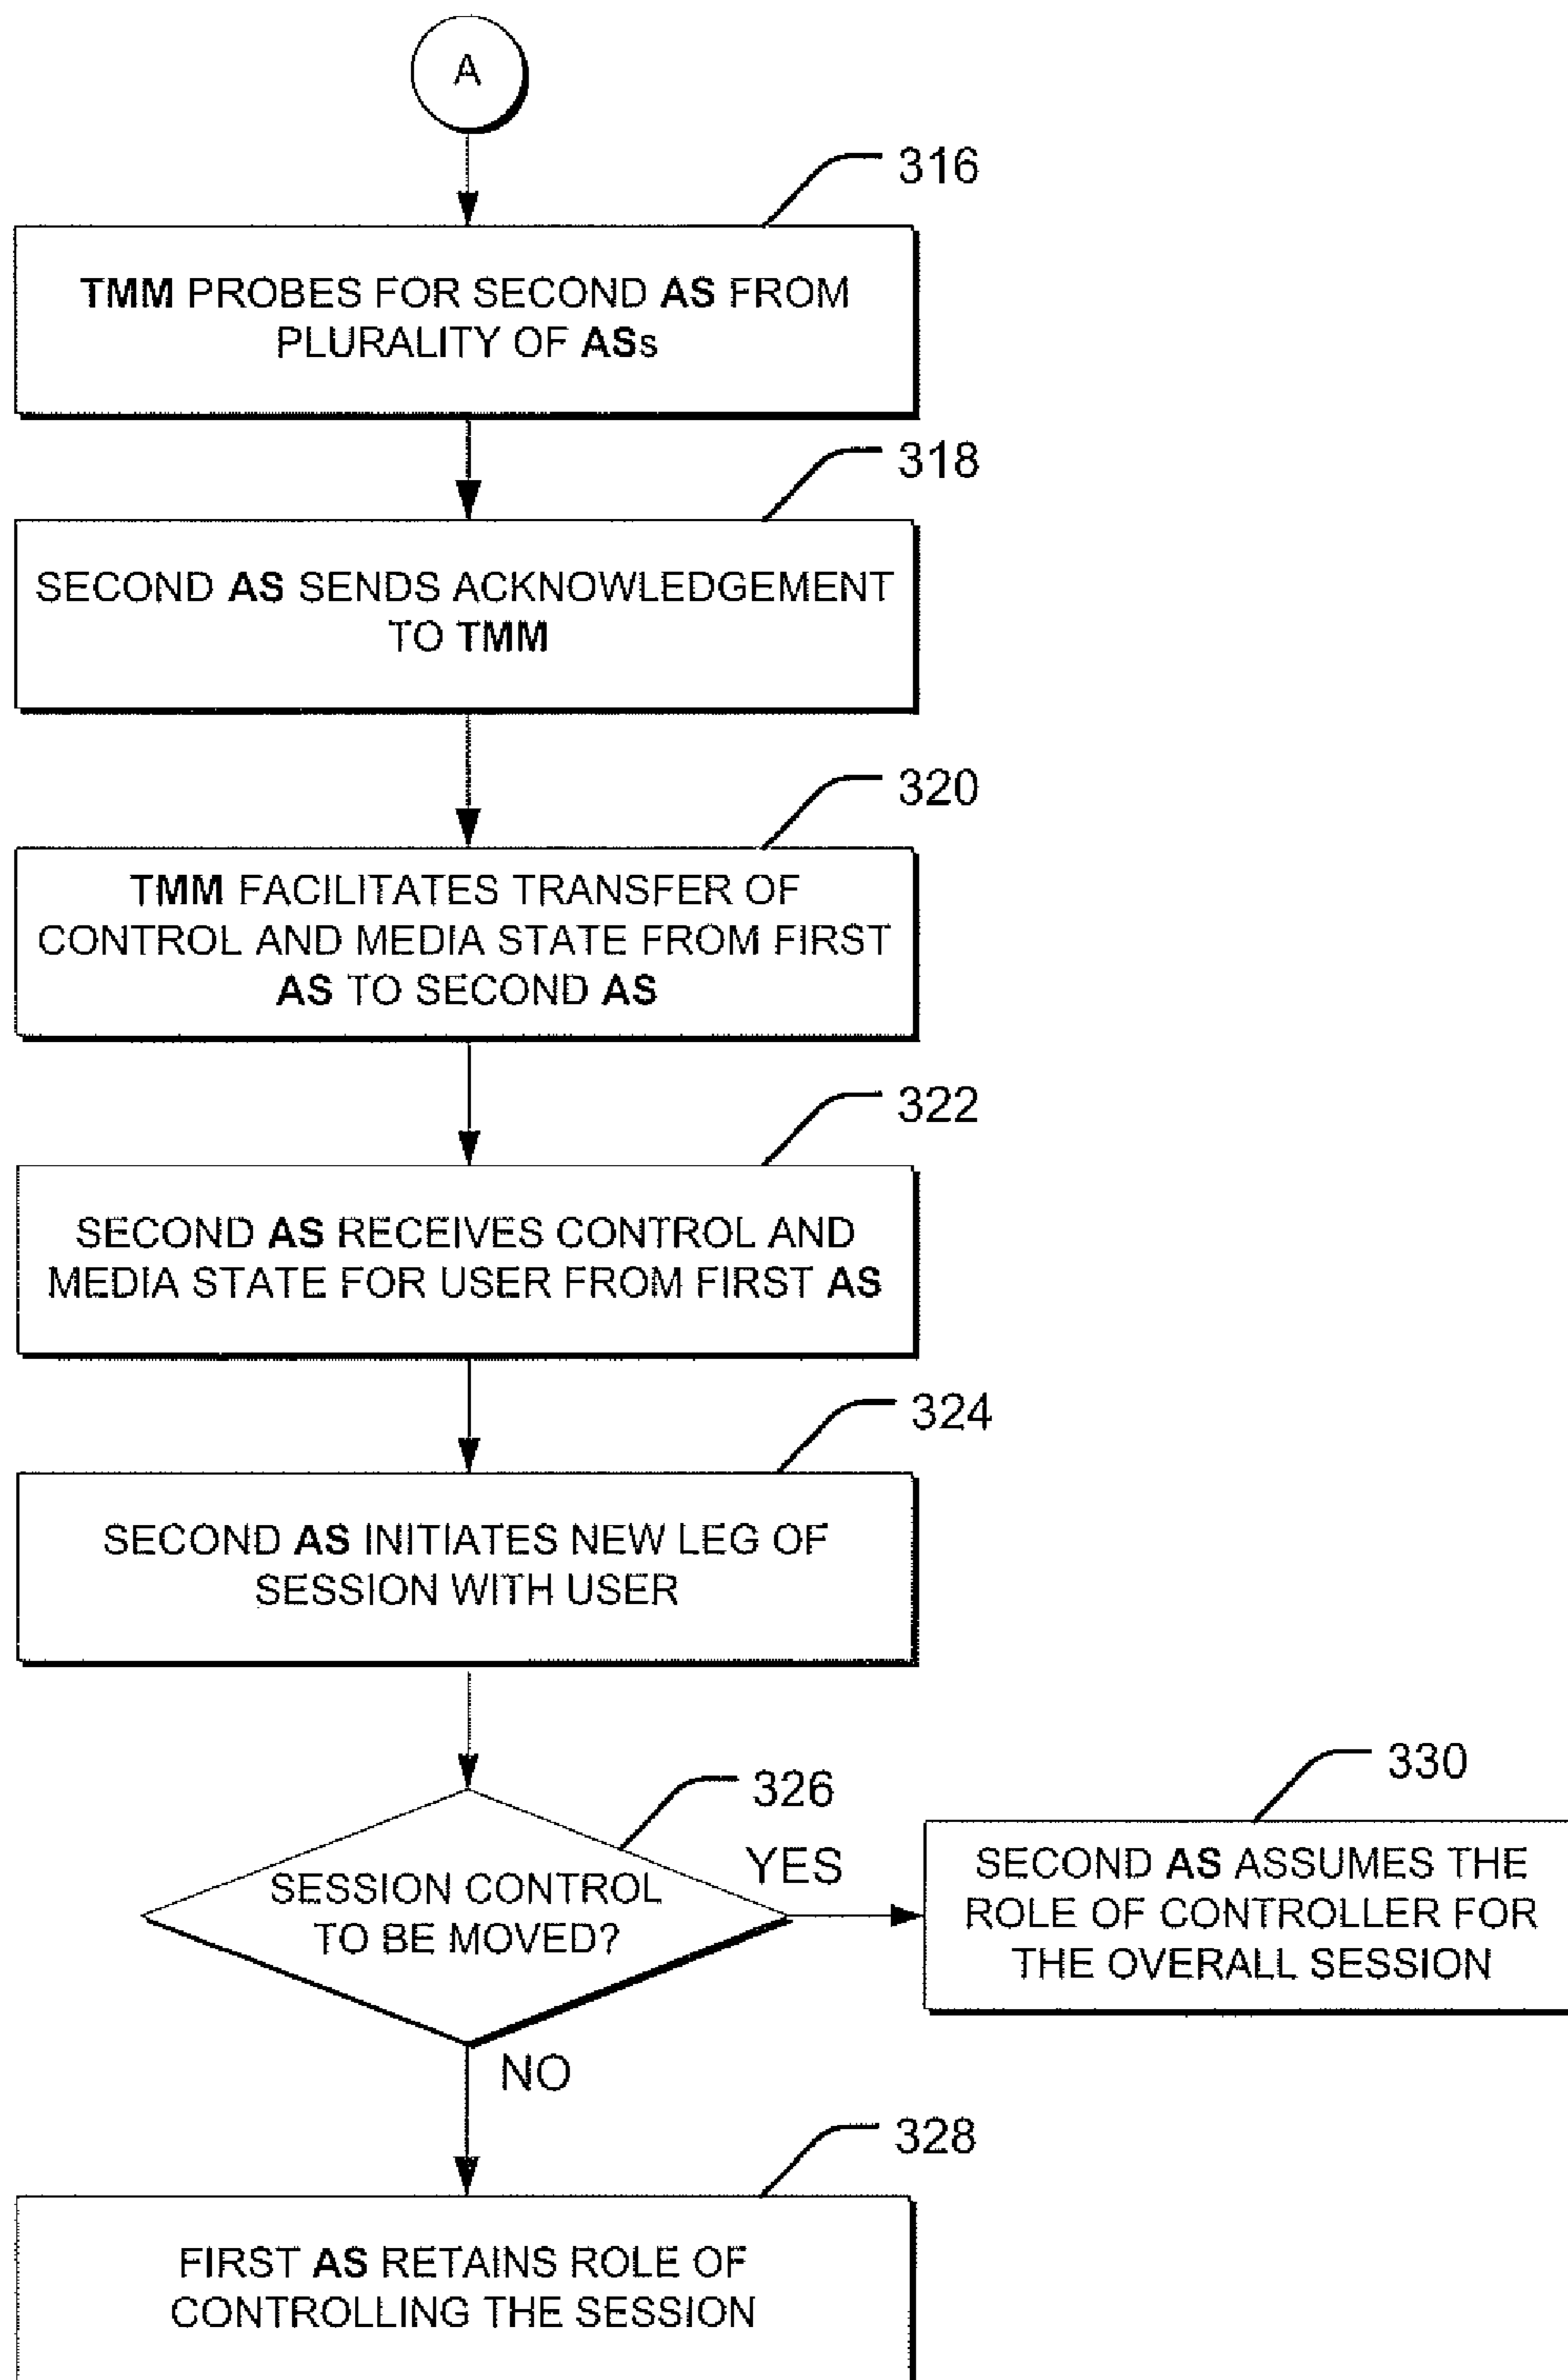 A
316
TMM PROBES FOR SECOND AS FROM
PLURALITY OF ASs
318
SECOND AS SENDS ACKNOWLEDGEMENT
TO TMM
320
TMM FACILITATES TRANSFER OF
CONTROL AND MEDIA STATE FROM FIRST
AS TO SECOND AS
322
SECOND AS RECEIVES CONTROL AND
MEDIA STATE FOR USER FROM FIRST AS
324
SECOND AS INITIATES NEW LEG OF
SESSION WITH USER
326
SESSION CONTROL
TO BE MOVED?
YES
330
SECOND AS ASSUMES THE
ROLE OF CONTROLLER FOR
THE OVERALL SESSION
NO
328
FIRST AS RETAINS ROLE OF
CONTROLLING THE SESSION